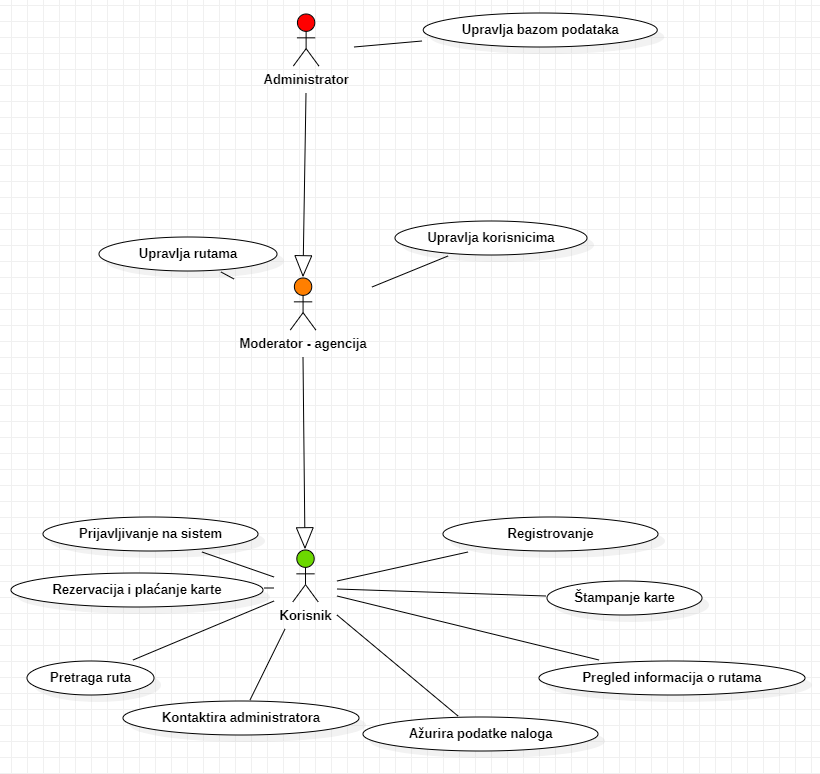 Upravlja bazom podataka
Administrator
Upravlja korisnicima
Upravlja rutama
Moderator - agencija
Prijavljivanje na sistem
Registrovanje
Rezervacija i plaćanje karte
Štampanje karte
Korisnik
Pretraga ruta
Pregled informacija o rutama
Kontaktira administratora
Ažurira podatke naloga